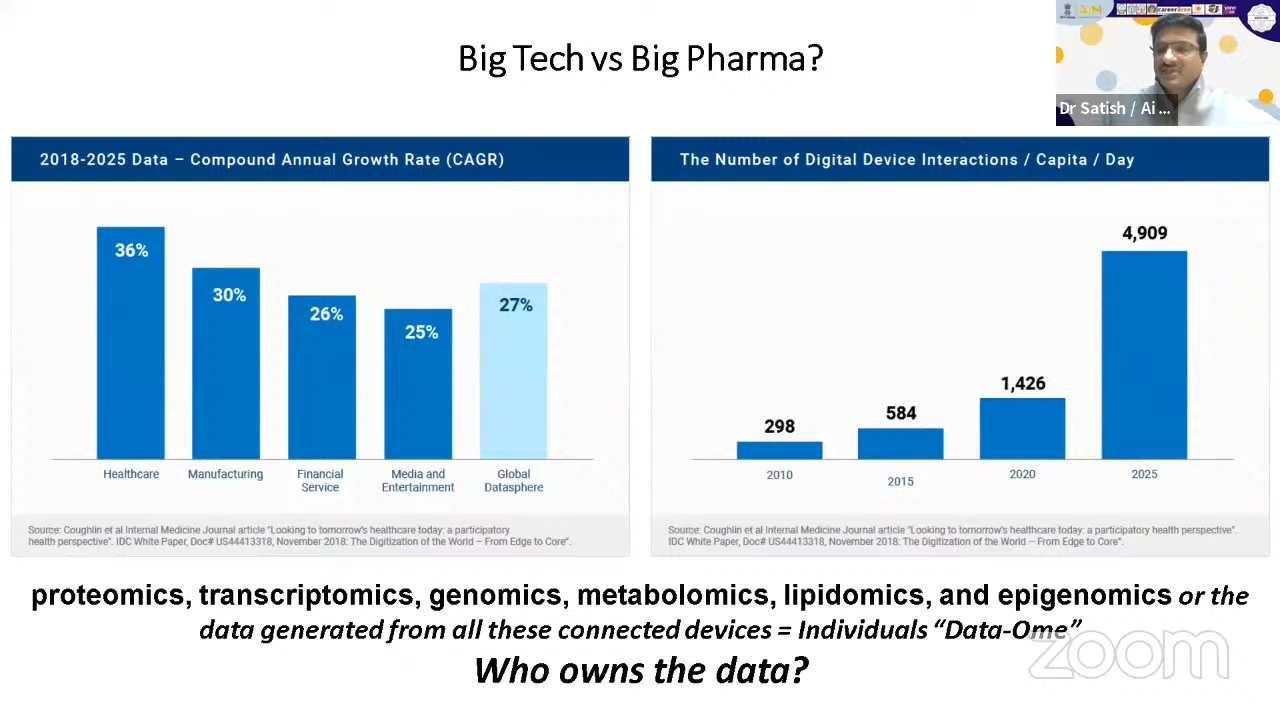 Big Tech vs Big Pharma?
careerarea
Dr Satish / Ai ...
2018-2025 Data – Compound Annual Growth Rate (CAGR)
36%
30%
26%
25%
27%
Healthcare
Manufacturing
Financial
Service
Media and
Entertainment
Global
Datasphere
Source: Coughlin et al Internal Medicine Journal article "Looking to tomorrow's healthcare today: a participatory
health perspective". IDC White Paper, Doc# US44413318, November 2018: The Digitization of the World – From Edge to Core".
The Number of Digital Device Interactions / Capita / Day
298
584
1,426
4,909
2010
2015
2020
2025
Source: Coughlin et al Internal Medicine Journal article "Looking to tomorrow's healthcare today: a participatory health perspective".
IDC White Paper, Doc# US44413318, November 2018: The Digitization of the World – From Edge to Core".
proteomics, transcriptomics, genomics, metabolomics, lipidomics, and epigenomics or the
data generated from all these connected devices = Individuals “Data-Ome”
Who owns the data?
zoom